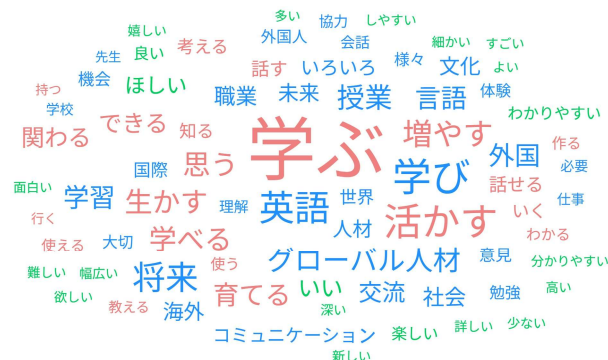 多い 協力 しやすい
嬉しい 外国人 会話 細かい すごい
先生 良い 考える
機会 話す いろいろ 様々 文化 よい
持つ ほしい 職業 未来 授業 言語 体験
学校 わかりやすい
関わる できる 知る 学ぶ 増やす 作る
国際 思う 学び 外国 必要
面白い 学習 生かす 理解 英語 世界 話せる 仕事
行く 人材 活かす いく
使える 大切 学べる わかる
難しい 幅広い 将来 使う グローバル人材 意見 分かりやすい
欲しい 教える 海外 育てる いい 交流 社会 勉強 高い
深い
コミュニケーション 楽しい 詳しい 少ない
新しい